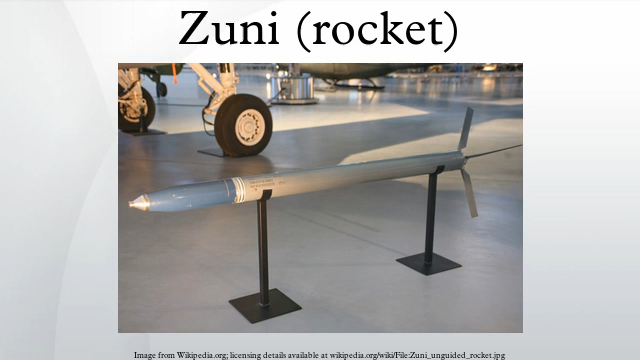 Zuni (rocket)
Image from Wikipedia.org; licensing details available at wikipedia.org/wiki/File:Zuni_unguided_rocket.jpg